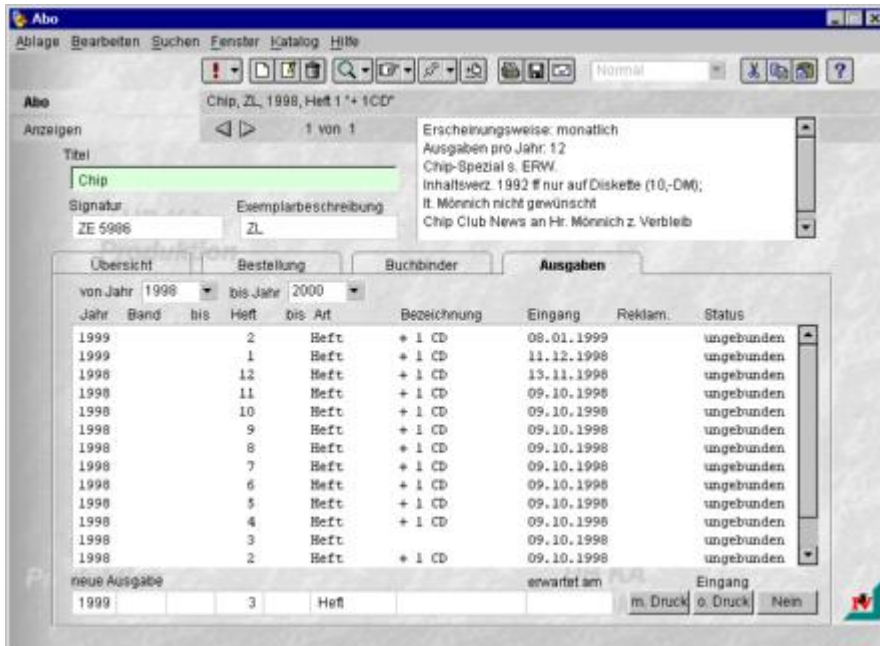 Abo
Ablage Bearbeiten Suchen Fenster Katalog Hilfe
Normal
Abo Chip, ZL, 1998, Heft 1 "+ 1CD"
Anzeigen 1 von 1
Erscheinungsweise: monatlich
Ausgaben pro Jahr: 12
Chip-Spezial s. ERW.
Inhaltsverz. 1992 ff nur auf Diskette (10,-DM);
lt. Mönnich nicht gewünscht
Chip Club News an Hr. Mönnich z. Verbleib
Titel
Chip
Signatur Exemplarbeschreibung
ZE 5986 ZL
Übersicht Bestellung Buchbinder Ausgaben
von Jahr 1998 bis Jahr 2000
Jahr Band bis Heft bis Art Bezeichnung Eingang Reklam. Status
1999 2 Heft + 1 CD 08.01.1999 ungebunden
1999 1 Heft + 1 CD 11.12.1998 ungebunden
1998 12 Heft + 1 CD 13.11.1998 ungebunden
1998 11 Heft + 1 CD 09.10.1998 ungebunden
1998 10 Heft + 1 CD 09.10.1998 ungebunden
1998 9 Heft + 1 CD 09.10.1998 ungebunden
1998 8 Heft + 1 CD 09.10.1998 ungebunden
1998 7 Heft + 1 CD 09.10.1998 ungebunden
1998 6 Heft + 1 CD 09.10.1998 ungebunden
1998 5 Heft + 1 CD 09.10.1998 ungebunden
1998 4 Heft + 1 CD 09.10.1998 ungebunden
1998 3 Heft 09.10.1998 ungebunden
1998 2 Heft + 1 CD 09.10.1998 ungebunden
neue Ausgabe erwartet am Eingang
1999 3 Heft m. Druck o. Druck Nein